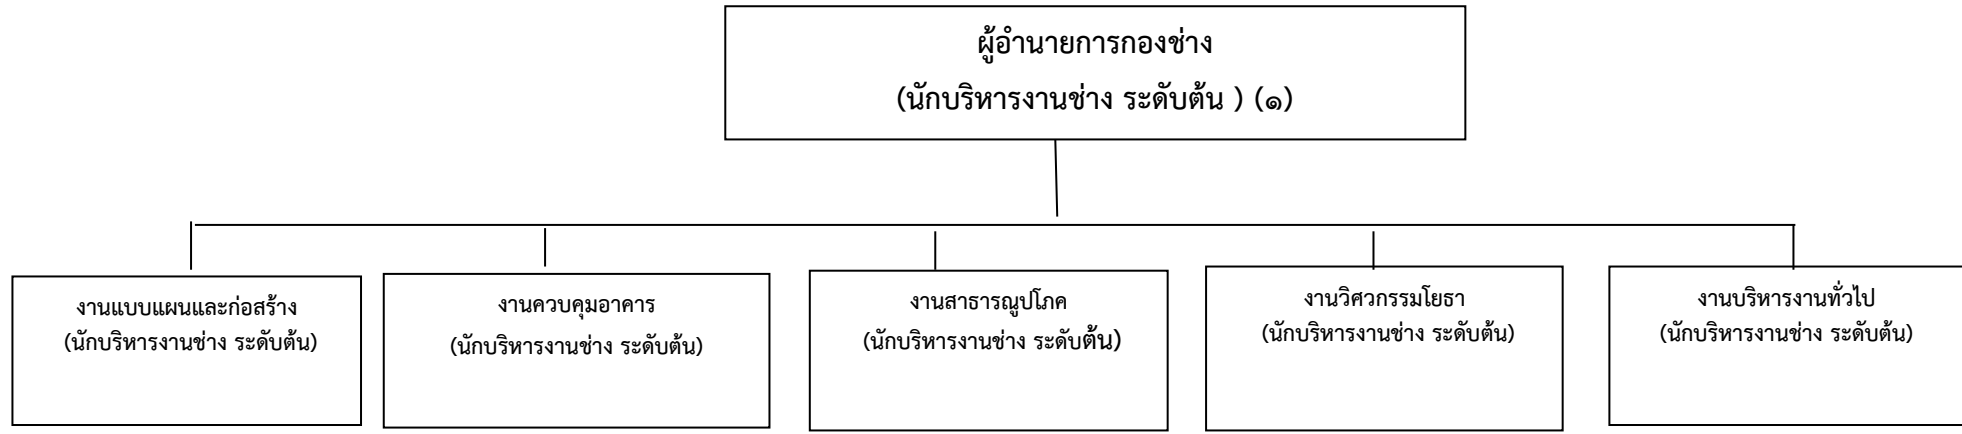 ผู้อำนายการกองช่าง
(นักบริหารงานช่าง ระดับต้น ) (๑)
งานแบบแผนและก่อสร้าง
(นักบริหารงานช่าง ระดับต้น)
งานควบคุมอาคาร
(นักบริหารงานช่าง ระดับต้น)
งานสาธารณูปโภค
(นักบริหารงานช่าง ระดับต้น)
งานวิศวกรรมโยธา
(นักบริหารงานช่าง ระดับต้น)
งานบริหารงานทั่วไป
(นักบริหารงานช่าง ระดับต้น)